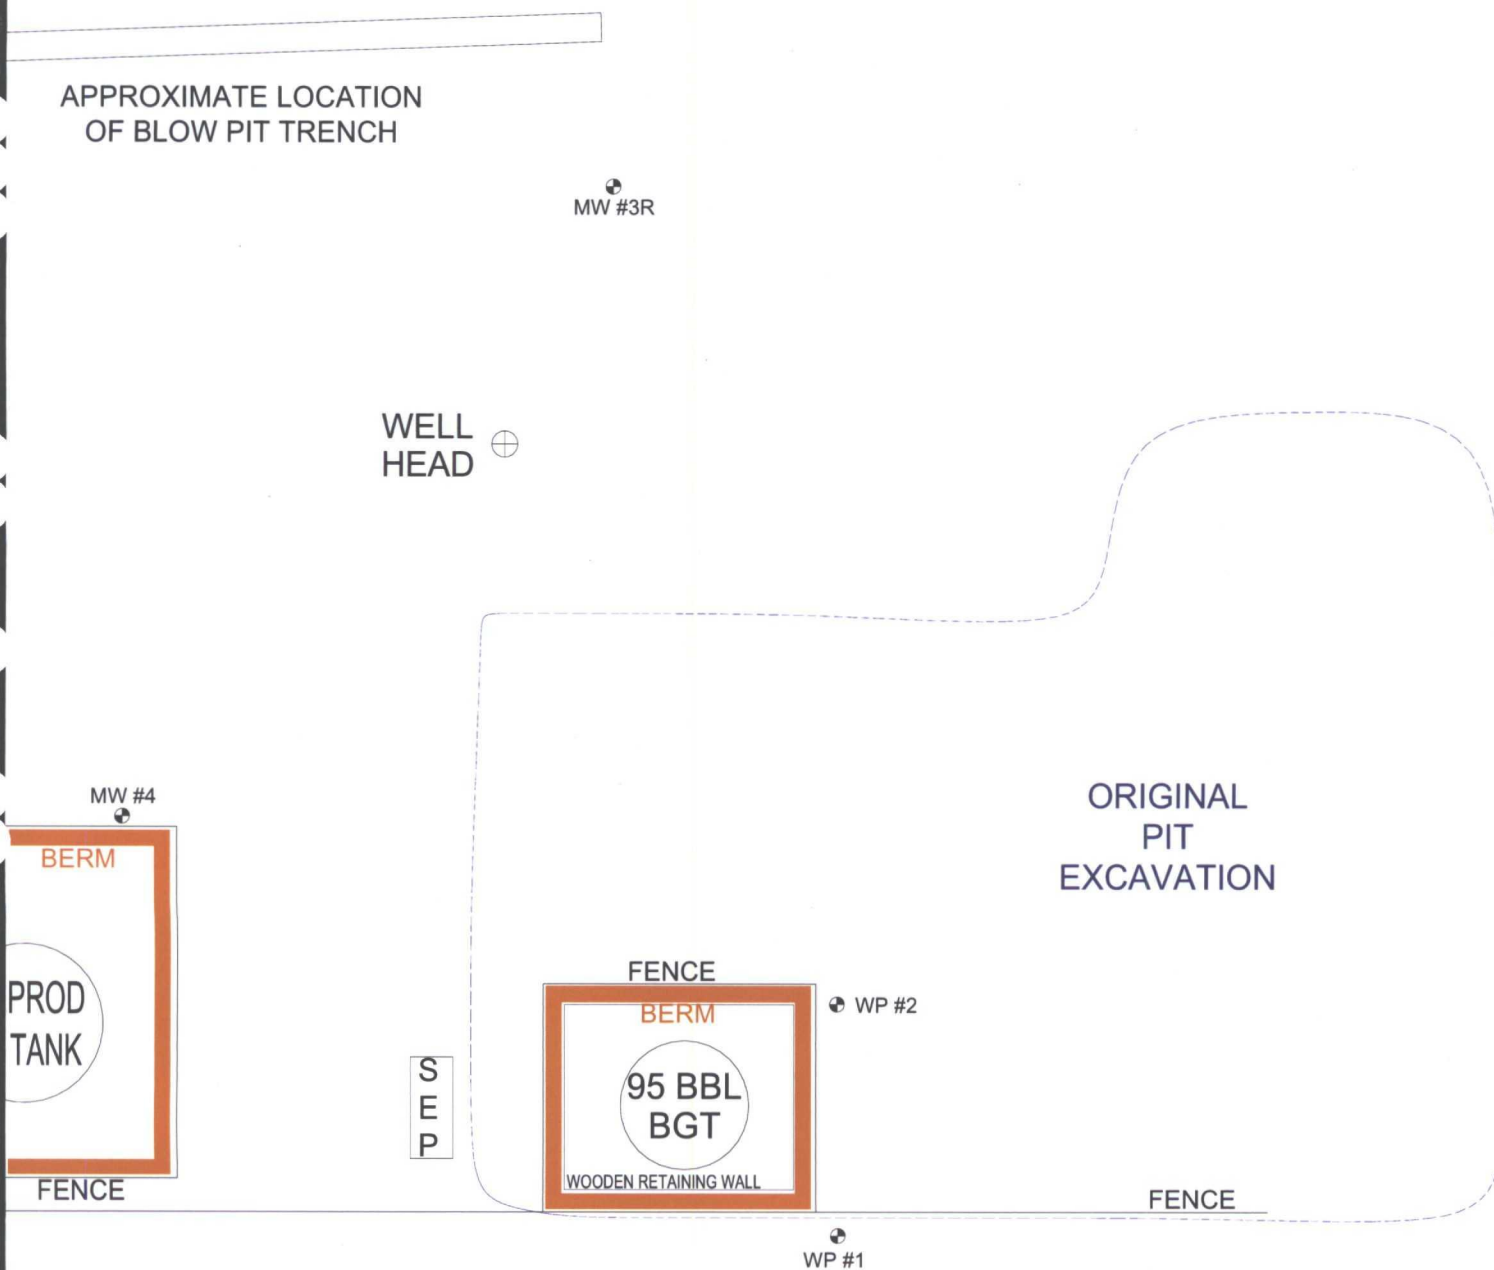 APPROXIMATE LOCATION
OF BLOW PIT TRENCH
MW #3R
WELL
HEAD
MW #4
BERM
ORIGINAL
PIT
EXCAVATION
PROD
TANK
FENCE
BERM
WP #2
95 BBL
BGT
S
E
P
WOODEN RETAINING WALL
FENCE
FENCE
WP #1